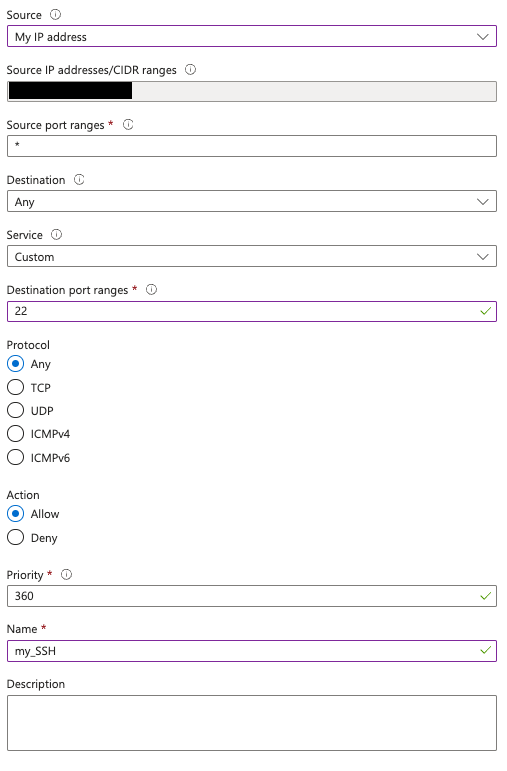 Source
My IP address
Source IP addresses/CIDR ranges
Source port ranges *
*
Destination
Any
Service
Custom
Destination port ranges *
22
Protocol
Any
TCP
UDP
ICMPv4
ICMPv6
Action
Allow
Deny
Priority *
360
Name *
my_SSH
Description